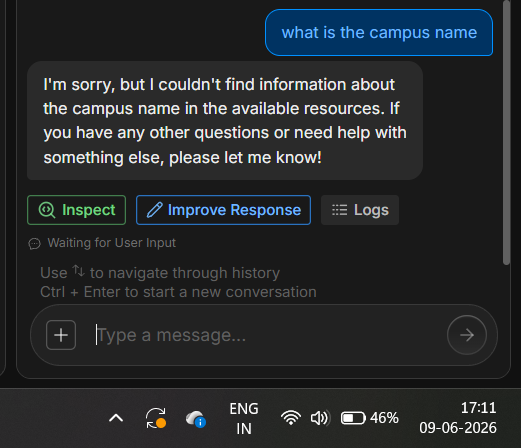 what is the campus name
I'm sorry, but I couldn't find information about
the campus name in the available resources. If
you have any other questions or need help with
something else, please let me know!
Inspect
Improve Response
Logs
Waiting for User Input
Use ↑↓ to navigate through history
Ctrl + Enter to start a new conversation
Type a message...
ENG
IN
46%
17:11
09-06-2026